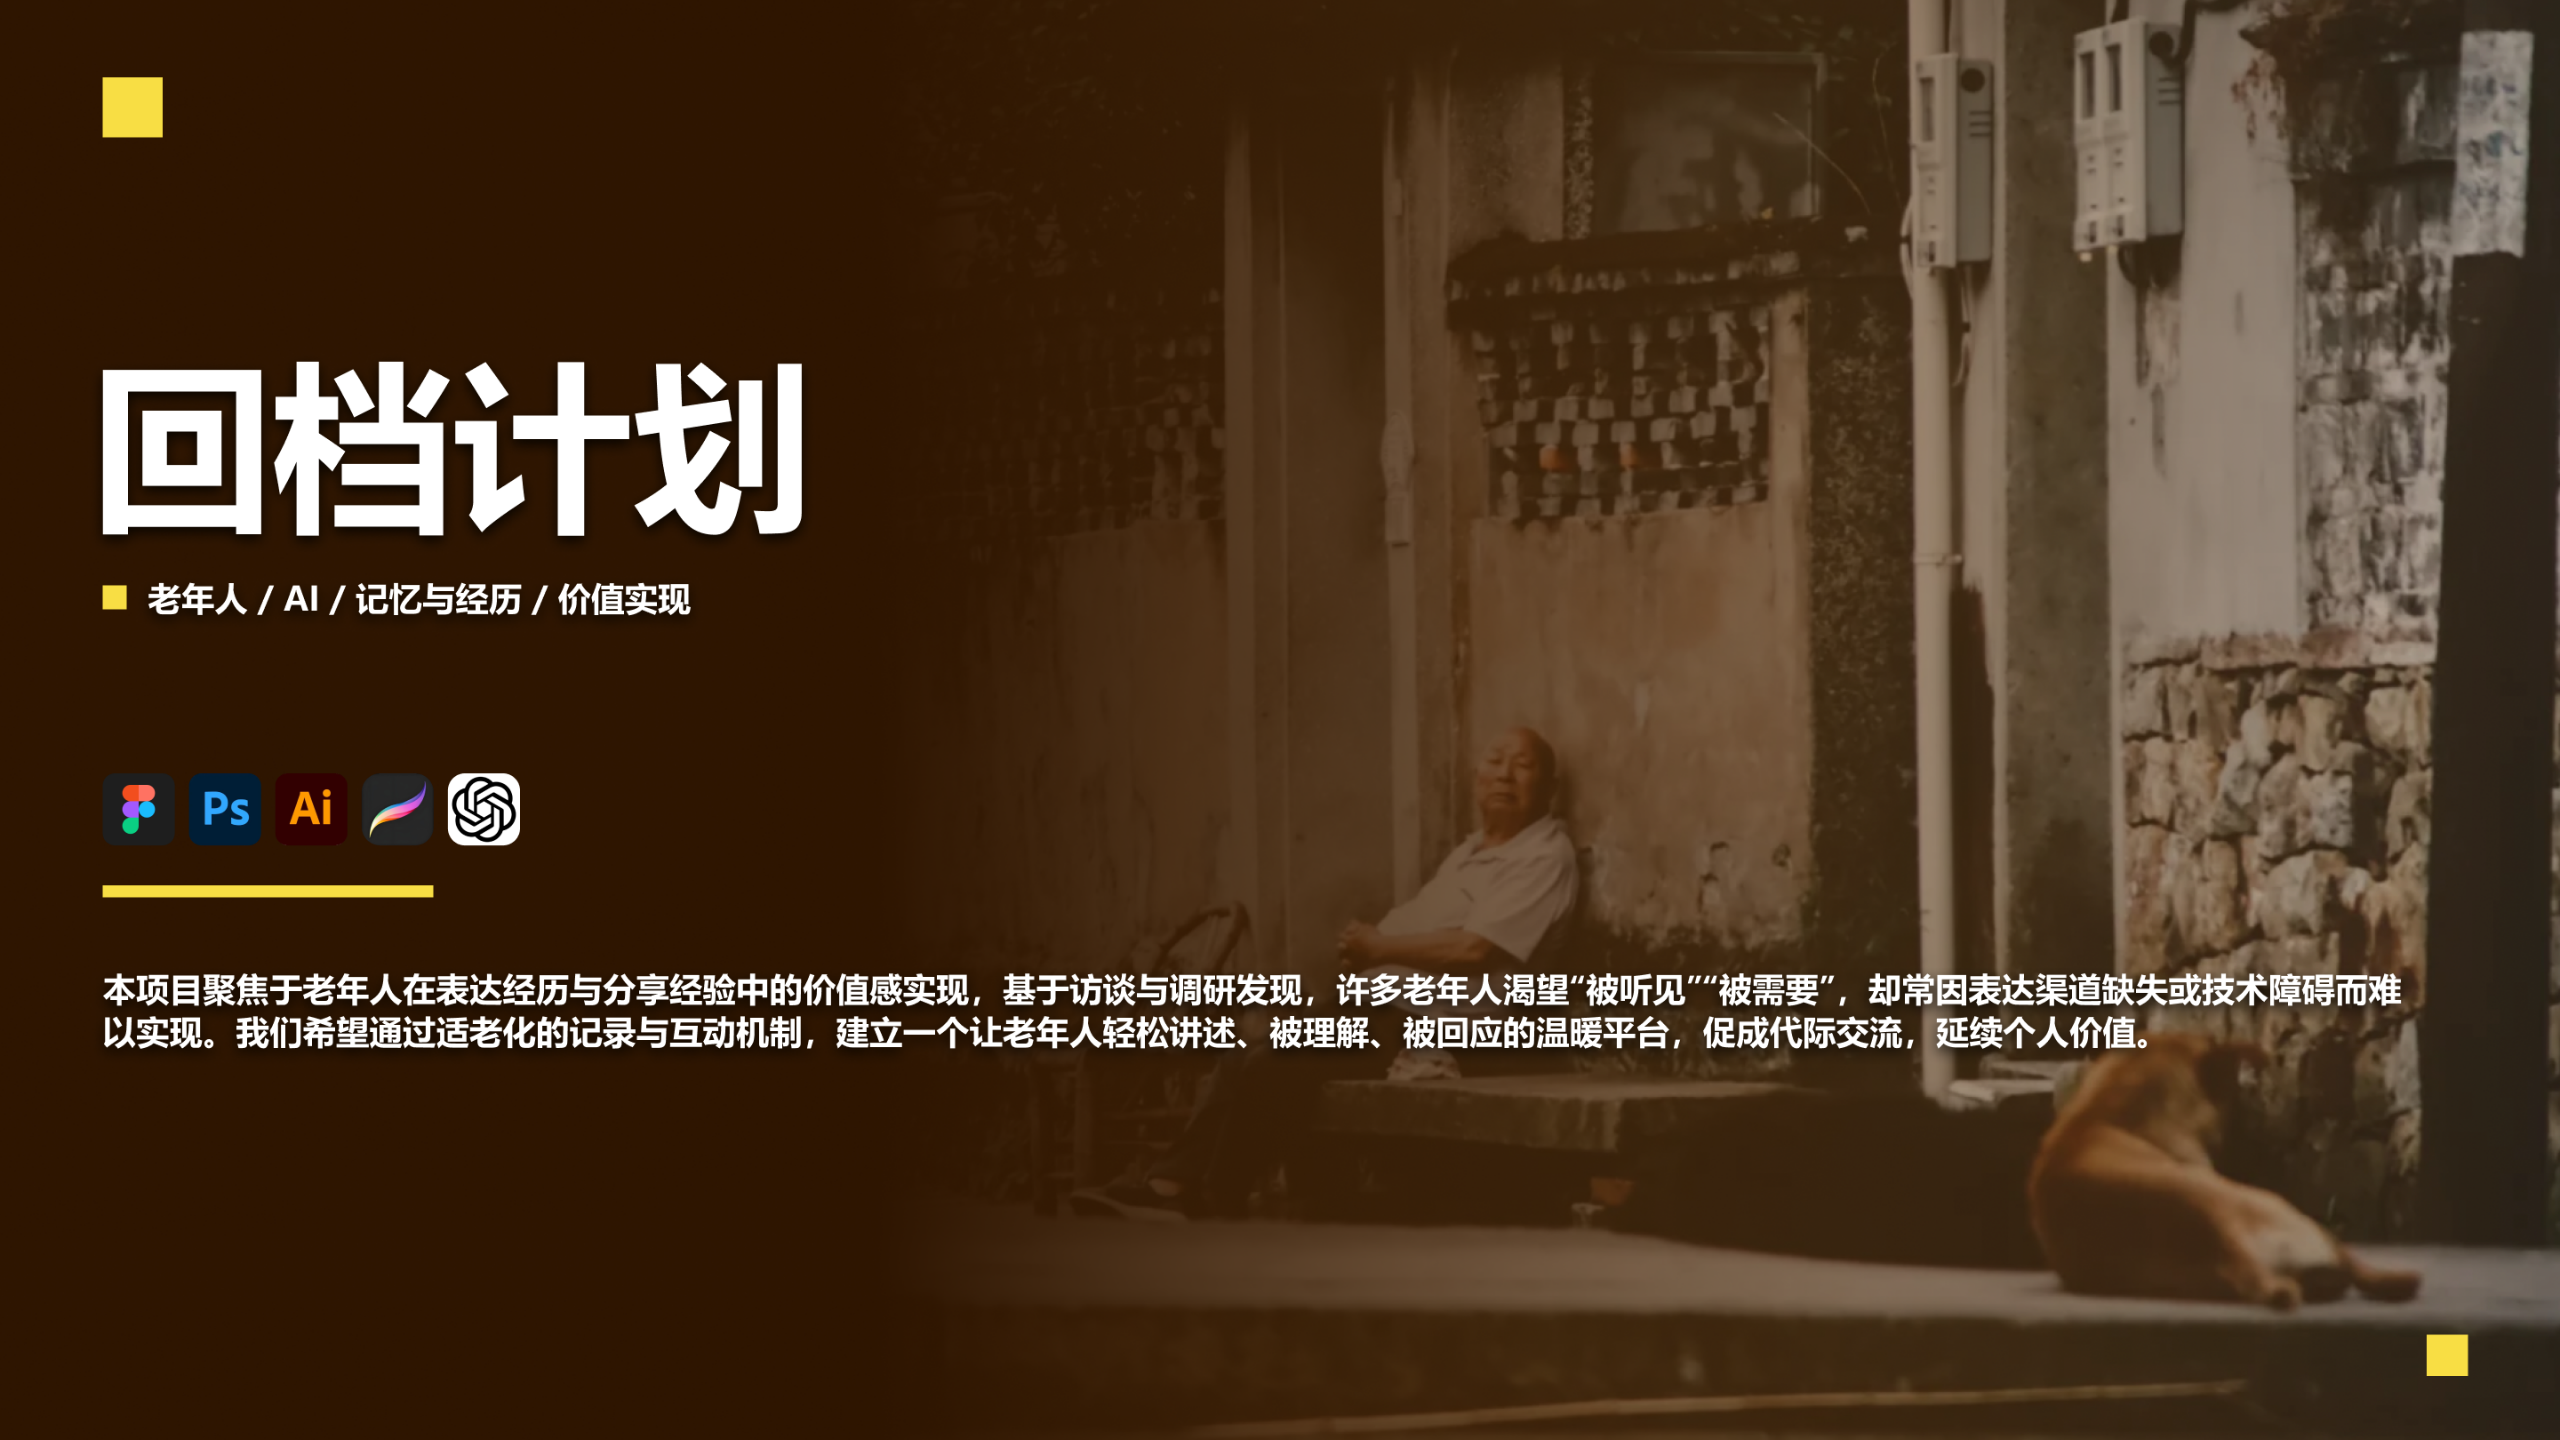 回档计划
老年人 / AI / 记忆与经历 / 价值实现
Ps Ai
本项目聚焦于老年人在表达经历与分享经验中的价值感实现，基于访谈与调研发现，许多老年人渴望“被听见”“被需要”，却常因表达渠道缺失或技术障碍而难
以实现。我们希望通过适老化的记录与互动机制，建立一个让老年人轻松讲述、被理解、被回应的温暖平台，促成代际交流，延续个人价值。